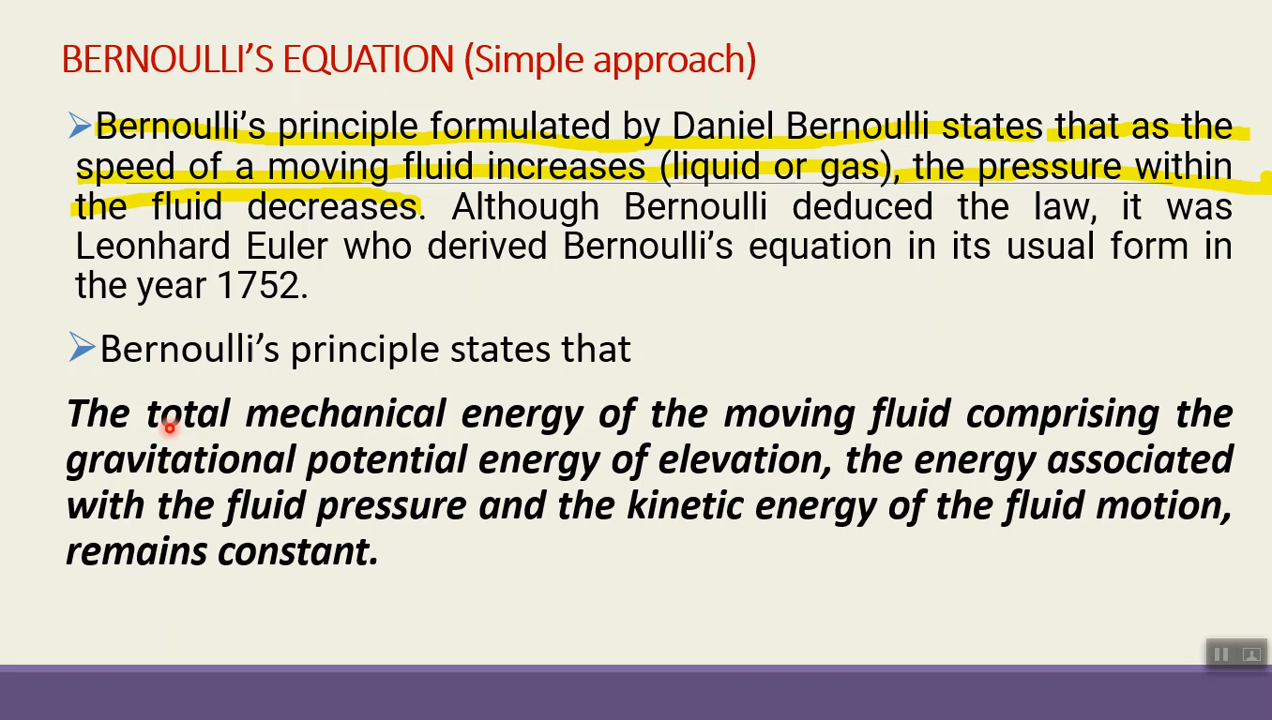 BERNOULLI’S EQUATION (Simple approach)
Bernoulli’s principle formulated by Daniel Bernoulli states that as the
speed of a moving fluid increases (liquid or gas), the pressure within
the fluid decreases. Although Bernoulli deduced the law, it was
Leonhard Euler who derived Bernoulli’s equation in its usual form in
the year 1752.
Bernoulli’s principle states that
The total mechanical energy of the moving fluid comprising the
gravitational potential energy of elevation, the energy associated
with the fluid pressure and the kinetic energy of the fluid motion,
remains constant.